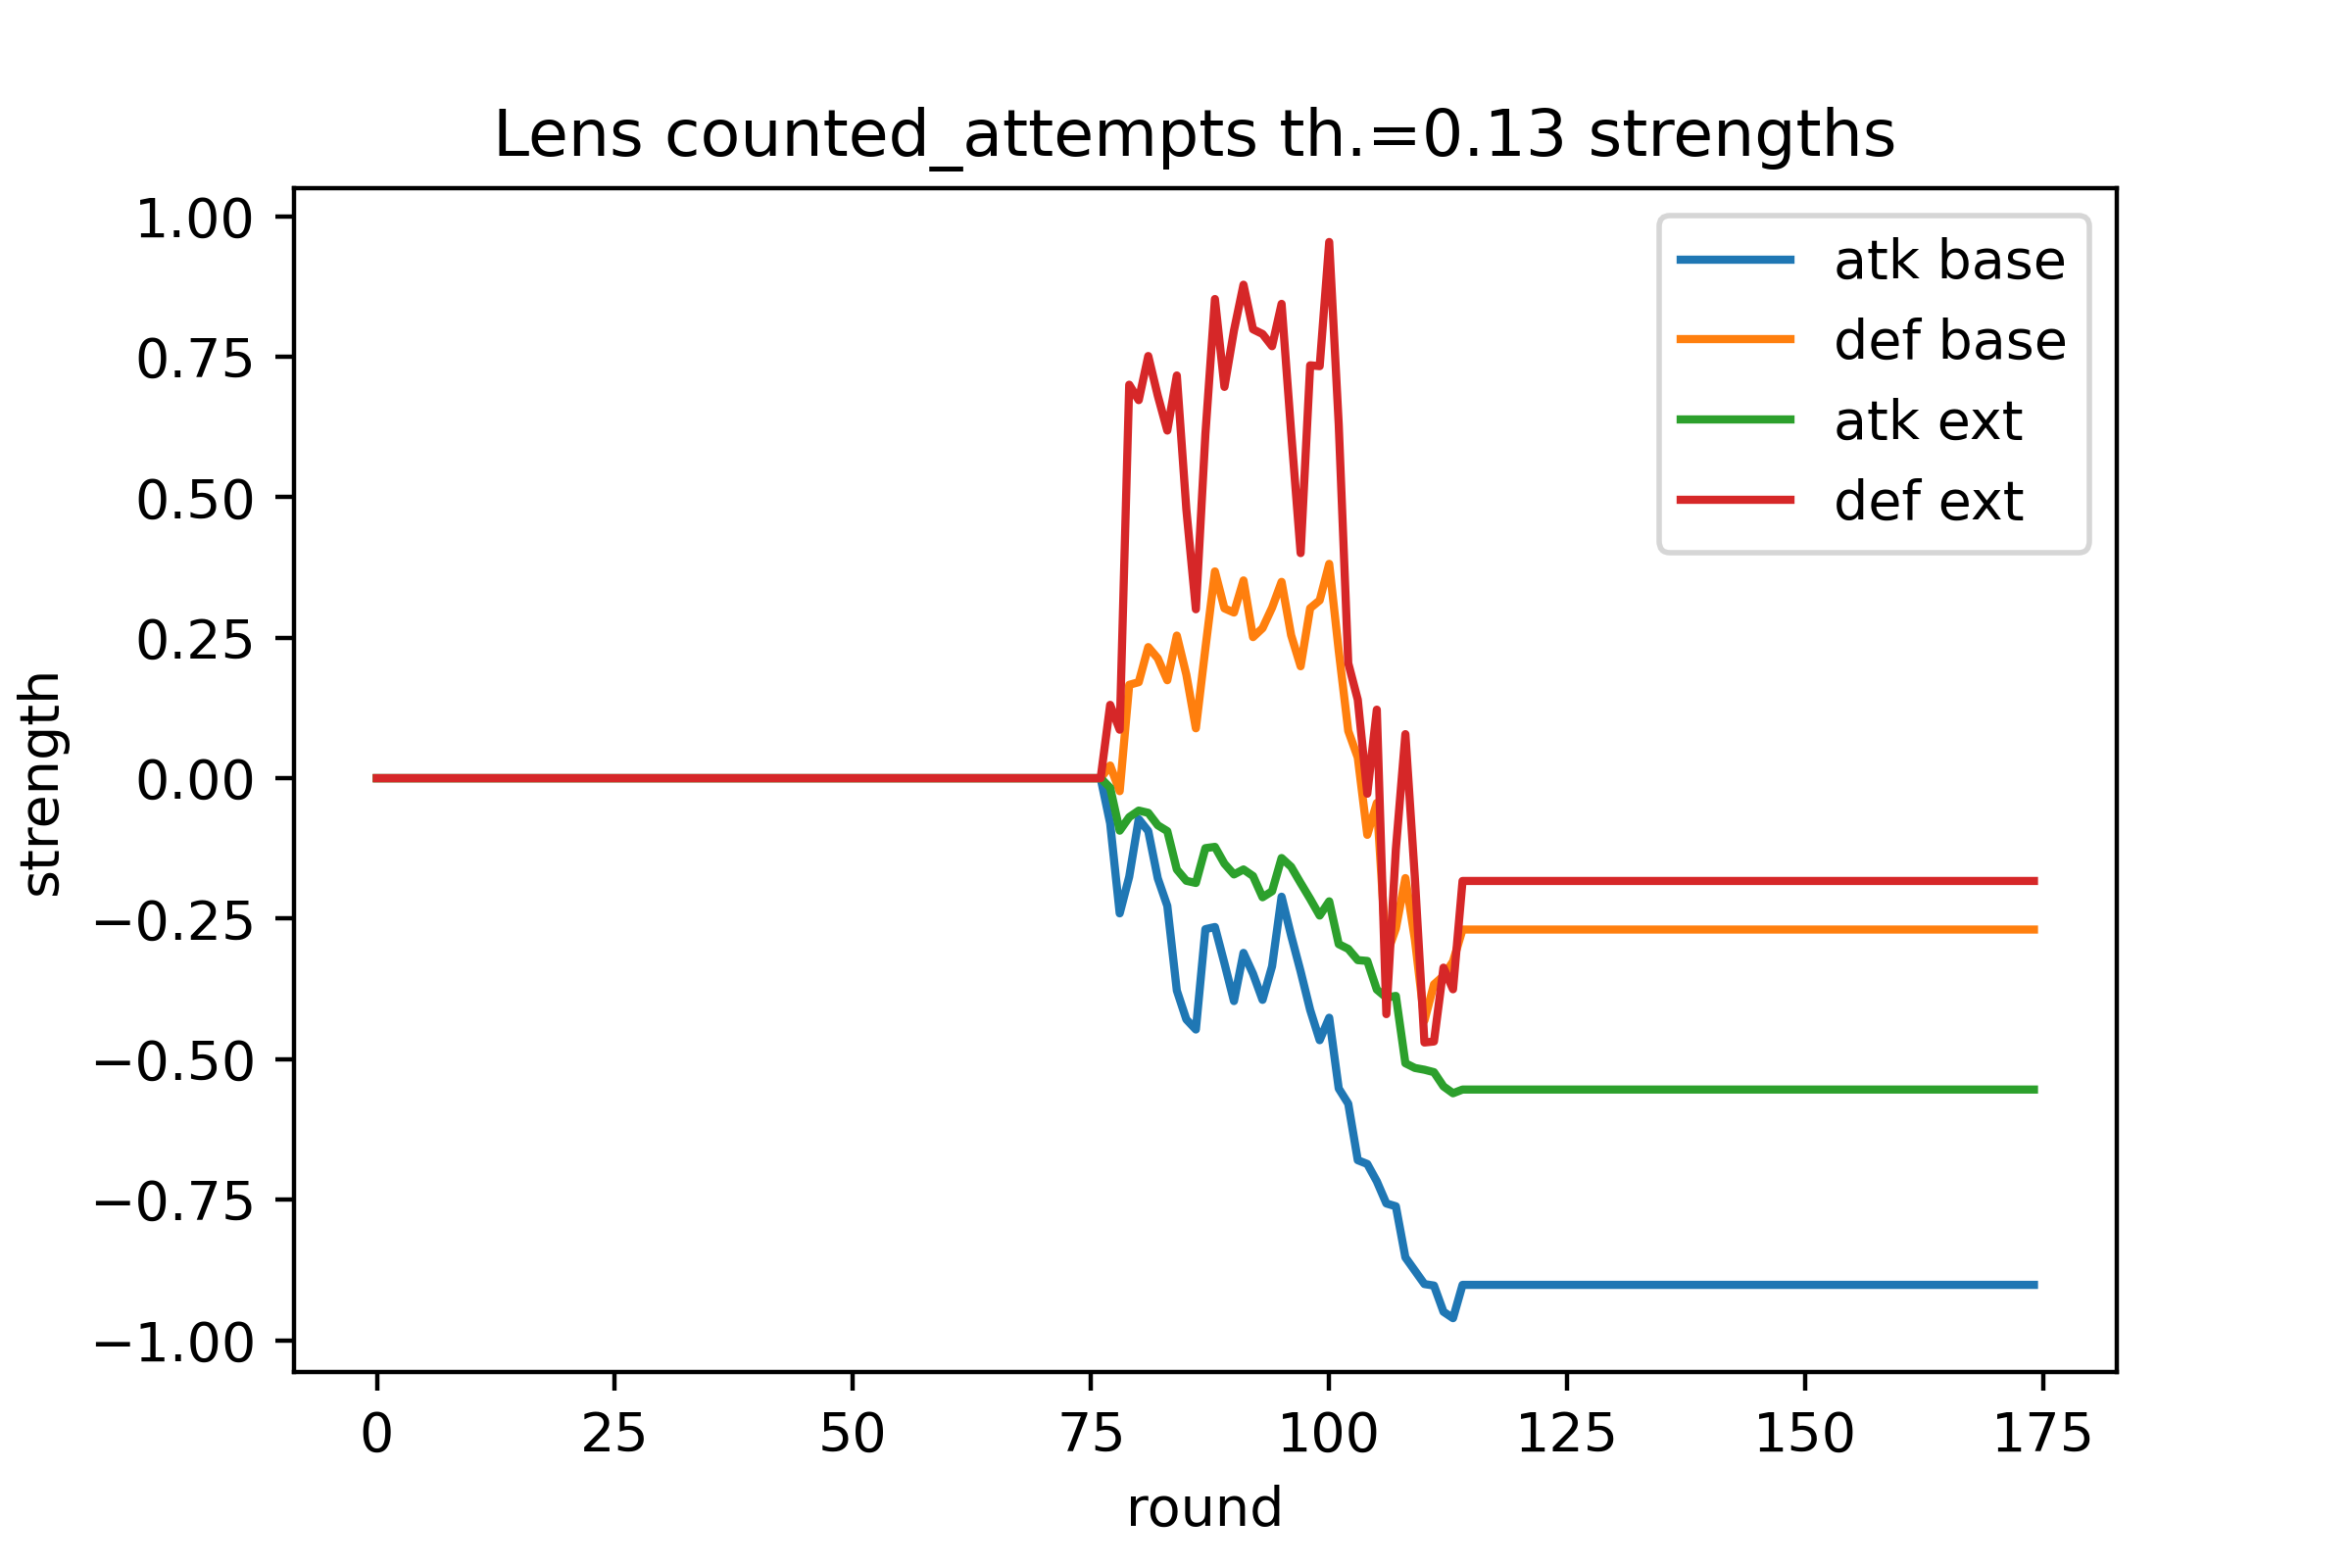 Lens counted_attempts th.=0.13 strengths
1.00
0.75
0.50
0.25
0.00
−0.25
−0.50
−0.75
−1.00
strength
atk base
def base
atk ext
def ext
0 25 50 75 100 125 150 175
round